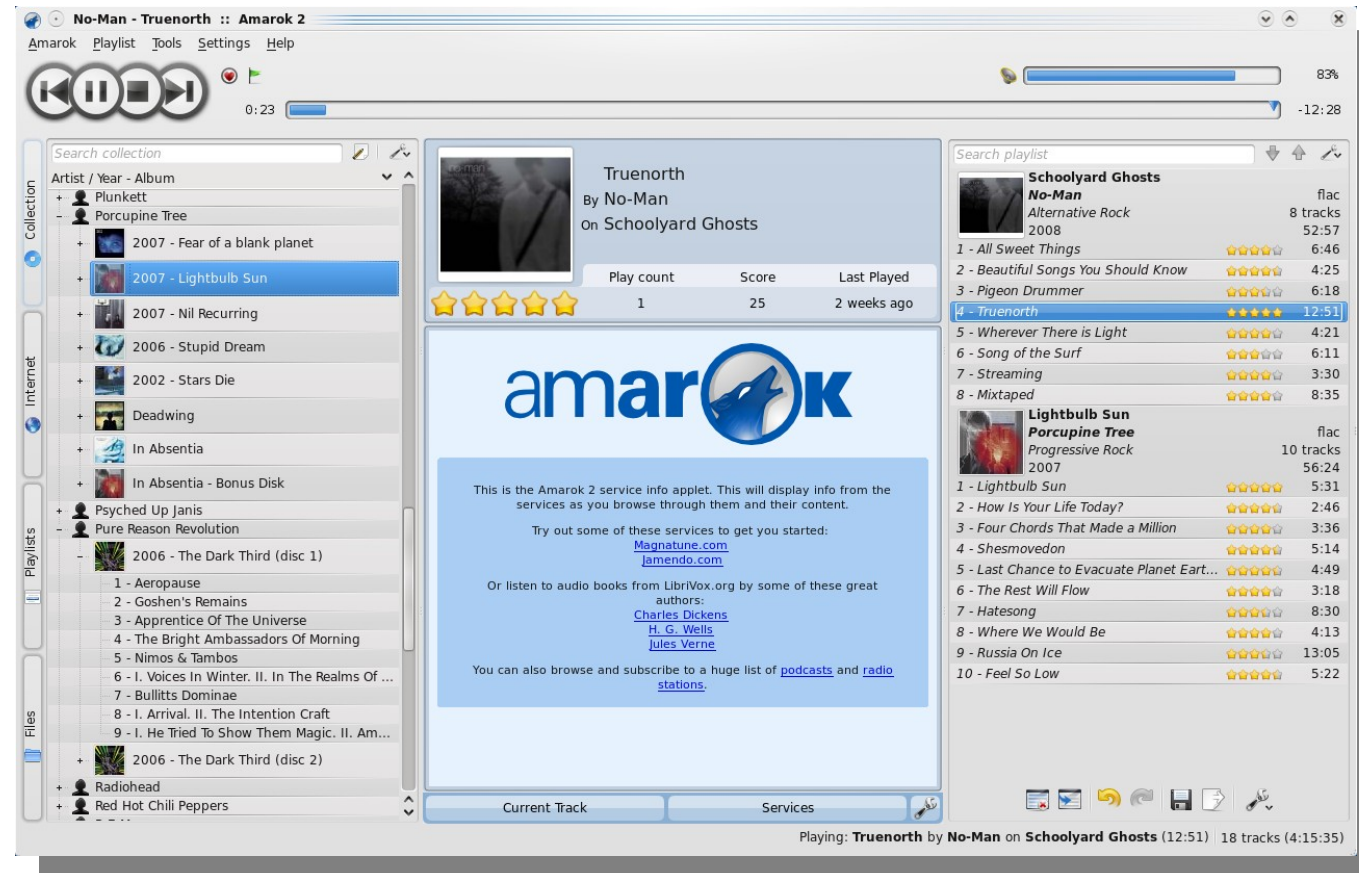 No-Man - Truenorth :: Amarok 2
Amarok Playlist Tools Settings Help
83%
0:23
-12:28
Collection
Internet
Playlists
Files
Search collection
Artist / Year - Album
Plunkett
Porcupine Tree
2007 - Fear of a blank planet
2007 - Lightbulb Sun
2007 - Nil Recurring
2006 - Stupid Dream
2002 - Stars Die
Deadwing
In Absentia
In Absentia - Bonus Disk
Psyched Up Janis
Pure Reason Revolution
2006 - The Dark Third (disc 1)
1 - Aeropause
2 - Goshen's Remains
3 - Apprentice Of The Universe
4 - The Bright Ambassadors Of Morning
5 - Nimos & Tambos
6 - I. Voices In Winter. II. In The Realms Of ...
7 - Bullitts Dominae
8 - I. Arrival. II. The Intention Craft
9 - I. He Tried To Show Them Magic. II. Am...
2006 - The Dark Third (disc 2)
Radiohead
Red Hot Chili Peppers
no-man
Truenorth
By No-Man
On Schoolyard Ghosts
Play count Score Last Played
1 25 2 weeks ago
amarok
This is the Amarok 2 service info applet. This will display info from the
services as you browse through them and their content.
Try out some of these services to get you started:
Magnatune.com
Jamendo.com
Or listen to audio books from LibriVox.org by some of these great
authors:
Charles Dickens
H. G. Wells
Jules Verne
You can also browse and subscribe to a huge list of podcasts and radio
stations.
Current Track Services
Search playlist
Schoolyard Ghosts
No-Man flac
Alternative Rock 8 tracks
2008 52:57
1 - All Sweet Things 6:46
2 - Beautiful Songs You Should Know 4:25
3 - Pigeon Drummer 6:18
4 - Truenorth 12:51
5 - Wherever There is Light 4:21
6 - Song of the Surf 6:11
7 - Streaming 3:30
8 - Mixtaped 8:35
Lightbulb Sun
Porcupine Tree flac
Progressive Rock 10 tracks
2007 56:24
1 - Lightbulb Sun 5:31
2 - How Is Your Life Today? 2:46
3 - Four Chords That Made a Million 3:36
4 - Shesmovedon 5:14
5 - Last Chance to Evacuate Planet Eart... 4:49
6 - The Rest Will Flow 3:18
7 - Hatesong 8:30
8 - Where We Would Be 4:13
9 - Russia On Ice 13:05
10 - Feel So Low 5:22
Playing: Truenorth by No-Man on Schoolyard Ghosts (12:51) 18 tracks (4:15:35)